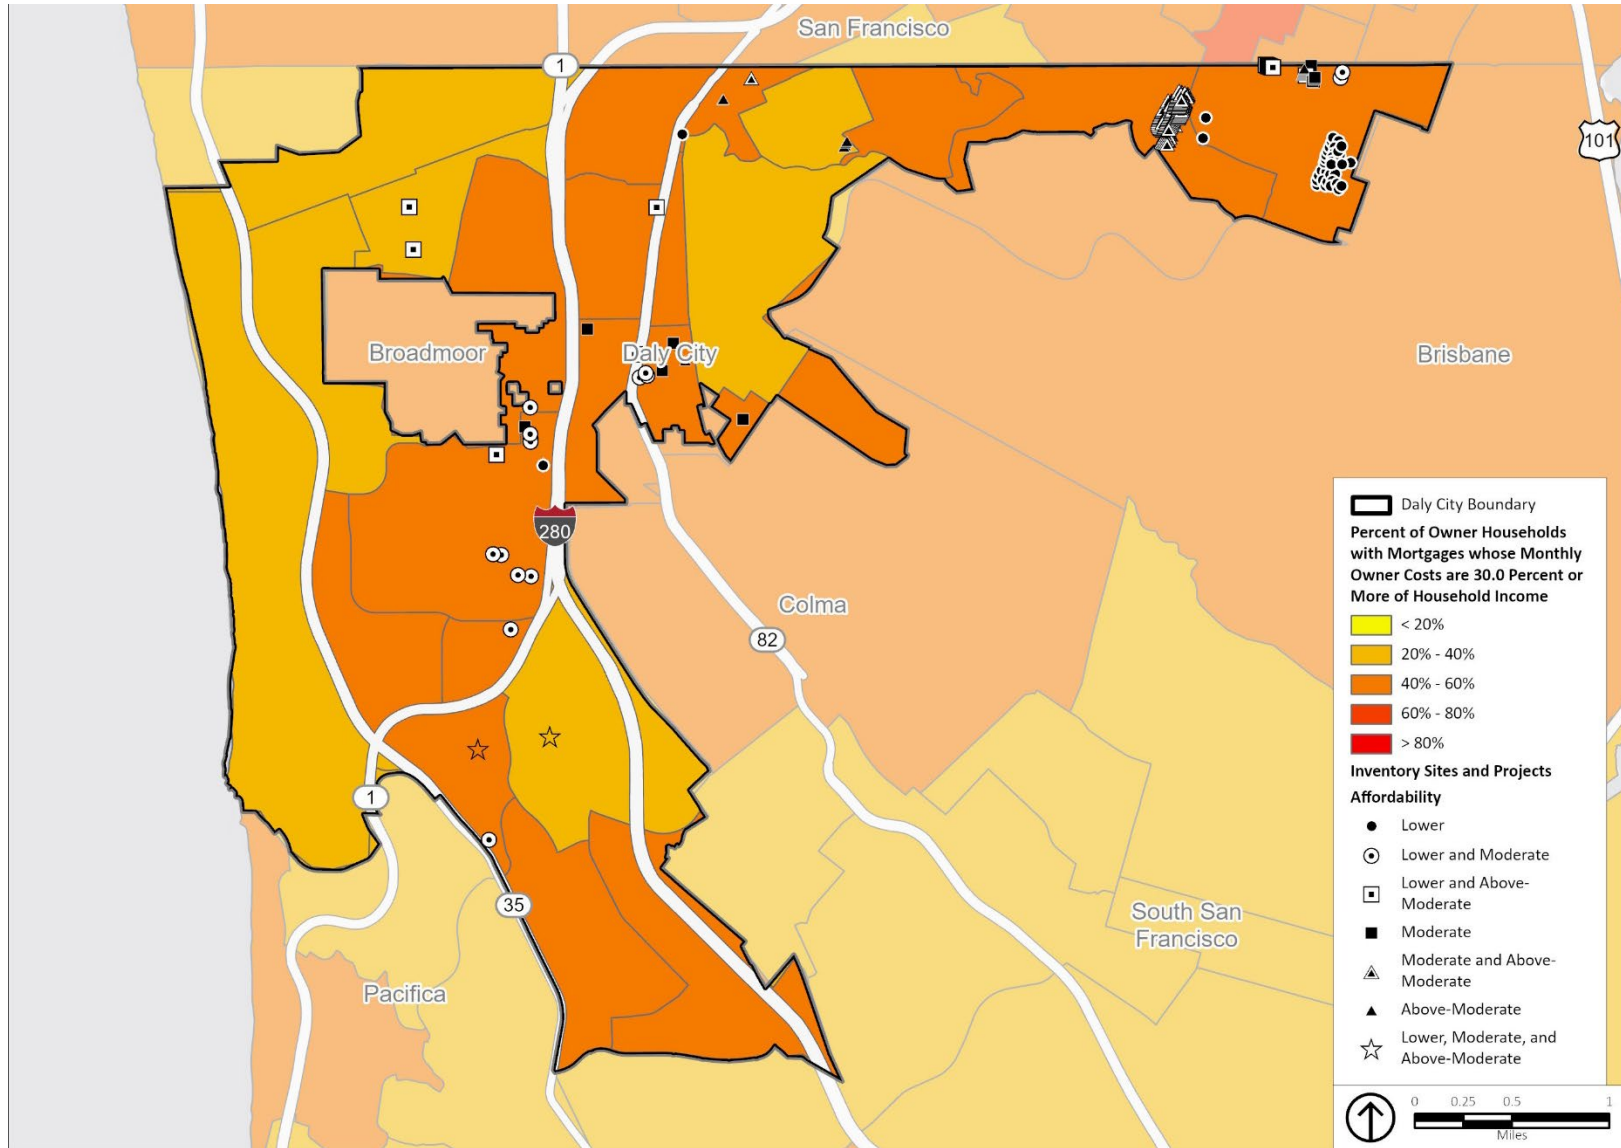 San Francisco
1
101
Broadmoor
Daly City
Brisbane
280
Colma
82
1
35
South San
Francisco
Pacifica
Daly City Boundary
Percent of Owner Households
with Mortgages whose Monthly
Owner Costs are 30.0 Percent or
More of Household Income
< 20%
20% - 40%
40% - 60%
60% - 80%
> 80%
Inventory Sites and Projects
Affordability
Lower
Lower and Moderate
Lower and Above-
Moderate
Moderate
Moderate and Above-
Moderate
Above-Moderate
Lower, Moderate, and
Above-Moderate
0 0.25 0.5 1
Miles